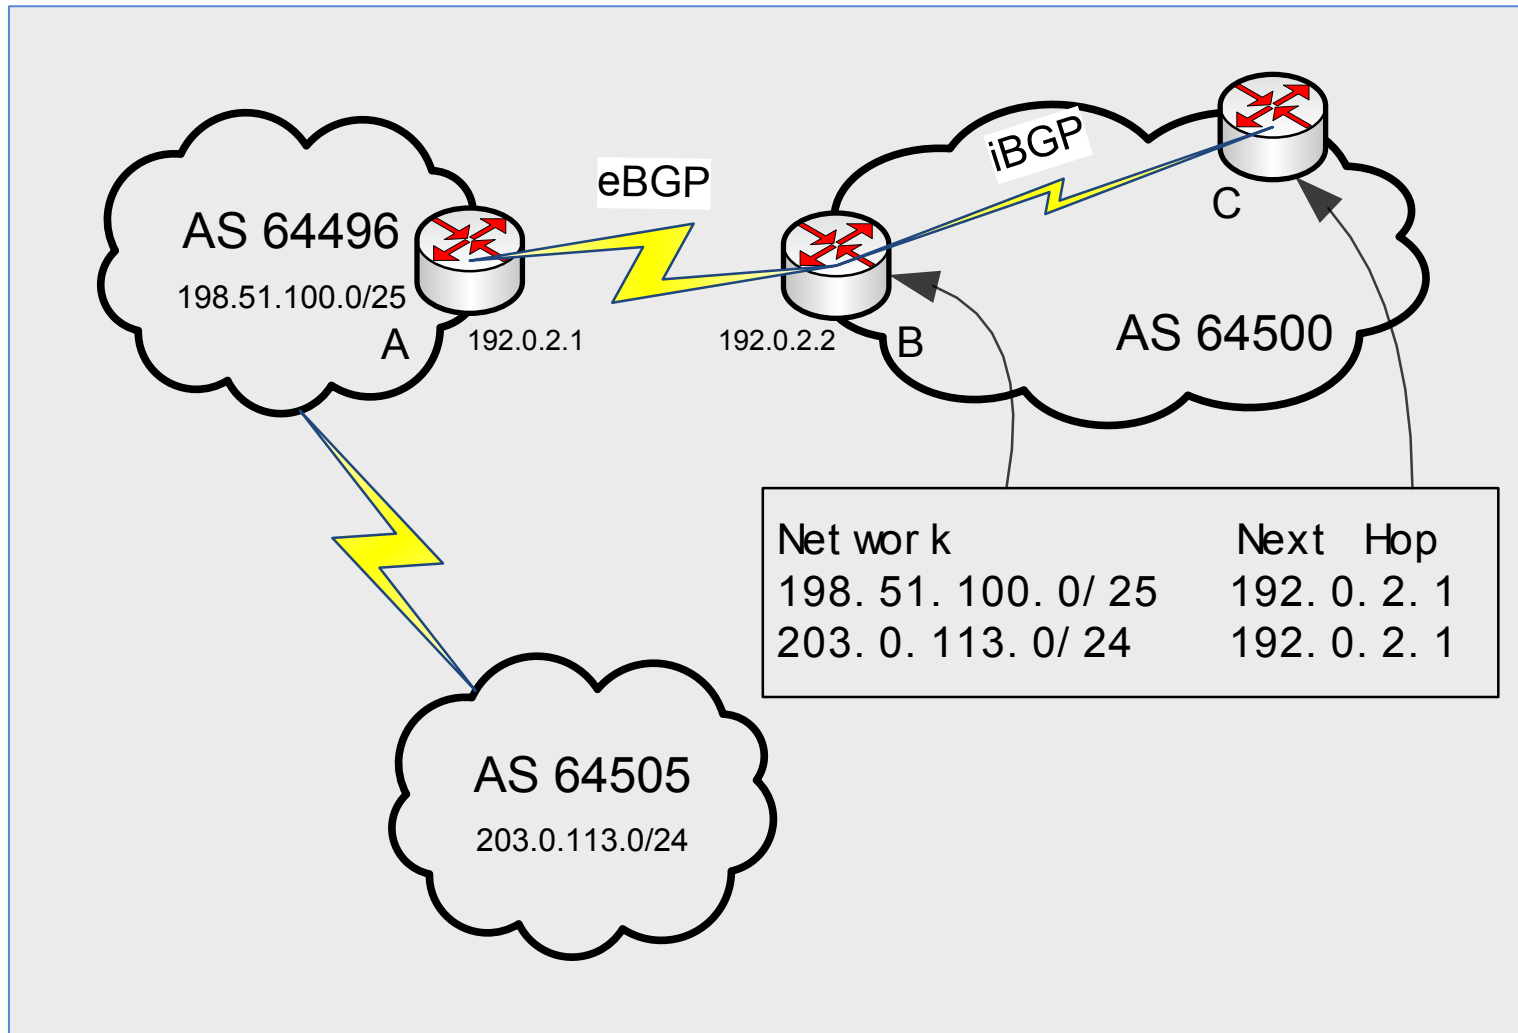 eBGP
iBGP
C
AS 64496
198.51.100.0/25
A
192.0.2.1
192.0.2.2
B
AS 64500
Network Next Hop
198.51.100.0/25 192.0.2.1
203.0.113.0/24 192.0.2.1
AS 64505
203.0.113.0/24